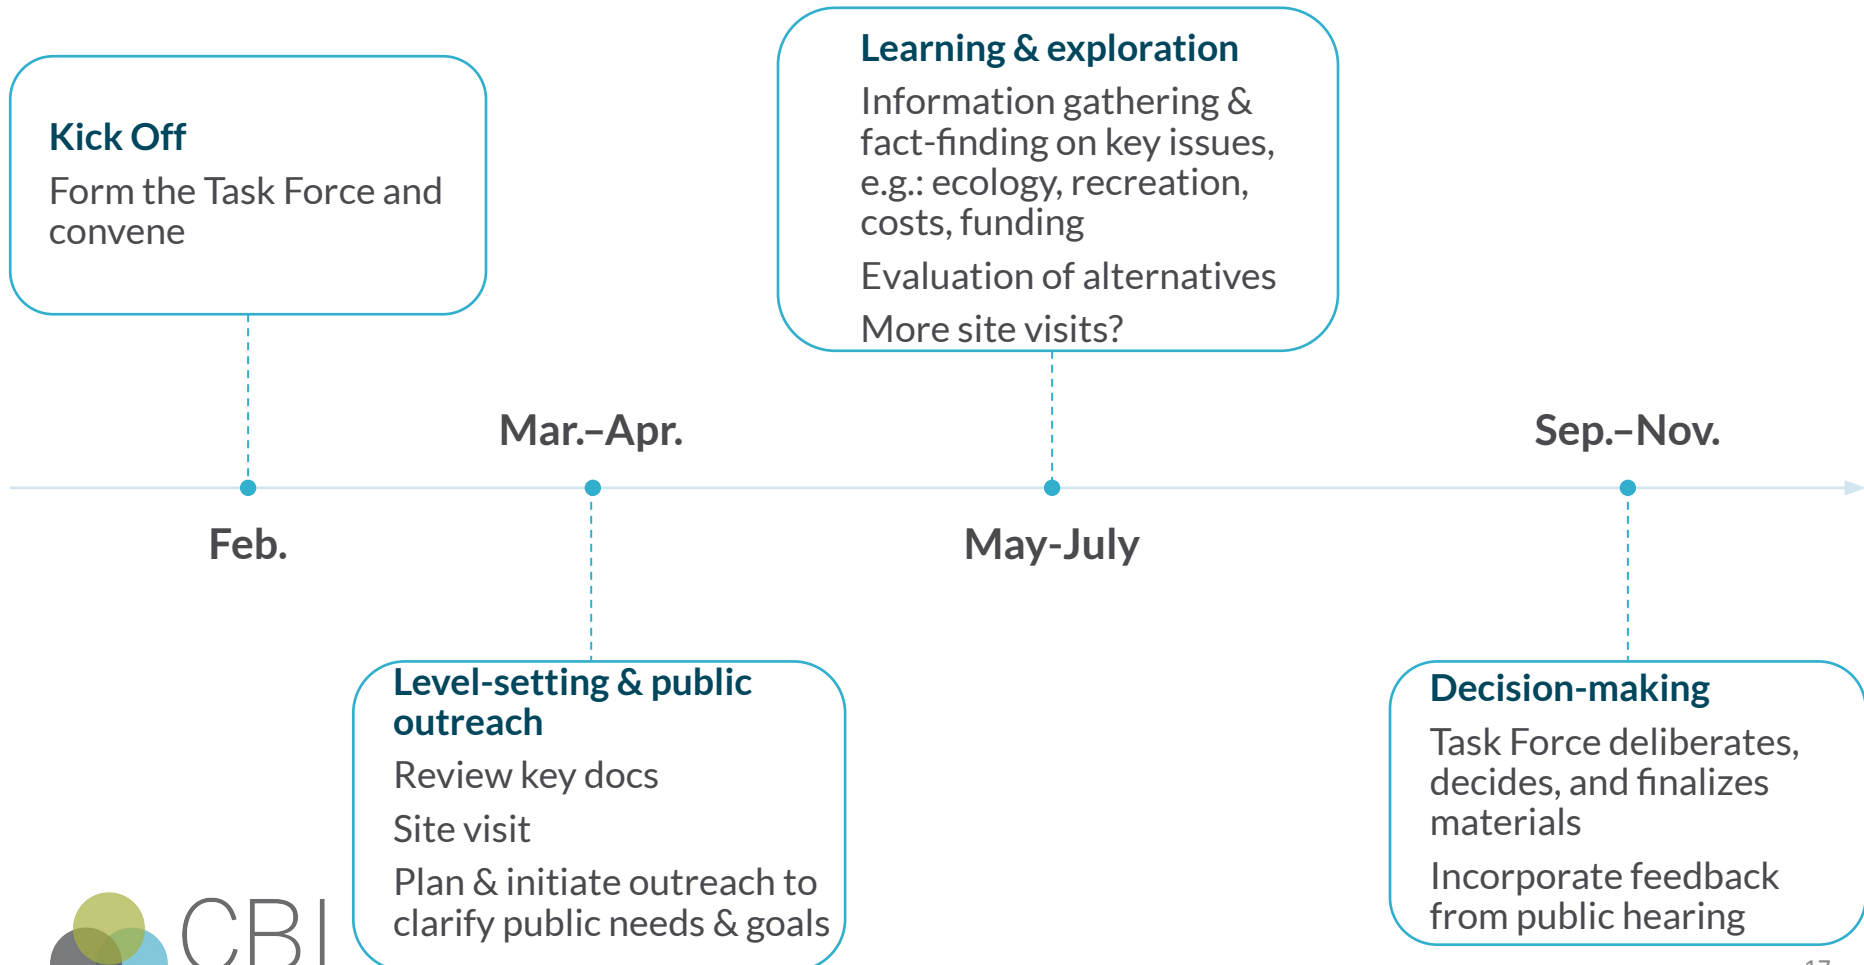 Kick Off
Form the Task Force and
convene
Learning & exploration
Information gathering &
fact-finding on key issues,
e.g.: ecology, recreation,
costs, funding
Evaluation of alternatives
More site visits?
Mar.–Apr.
Sep.–Nov.
Feb.
May-July
Level-setting & public
outreach
Review key docs
Site visit
Plan & initiate outreach to
clarify public needs & goals
Decision-making
Task Force deliberates,
decides, and finalizes
materials
Incorporate feedback
from public hearing
CBI
17